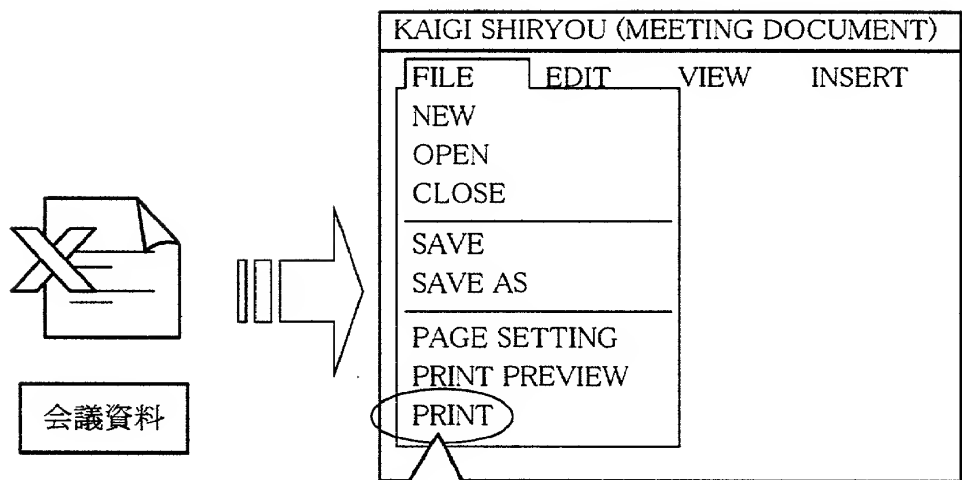 KAIGI SHIRYOU (MEETING DOCUMENT)
FILE EDIT VIEW INSERT
NEW
OPEN
CLOSE
SAVE
SAVE AS
PAGE SETTING
PRINT PREVIEW
PRINT
会議資料